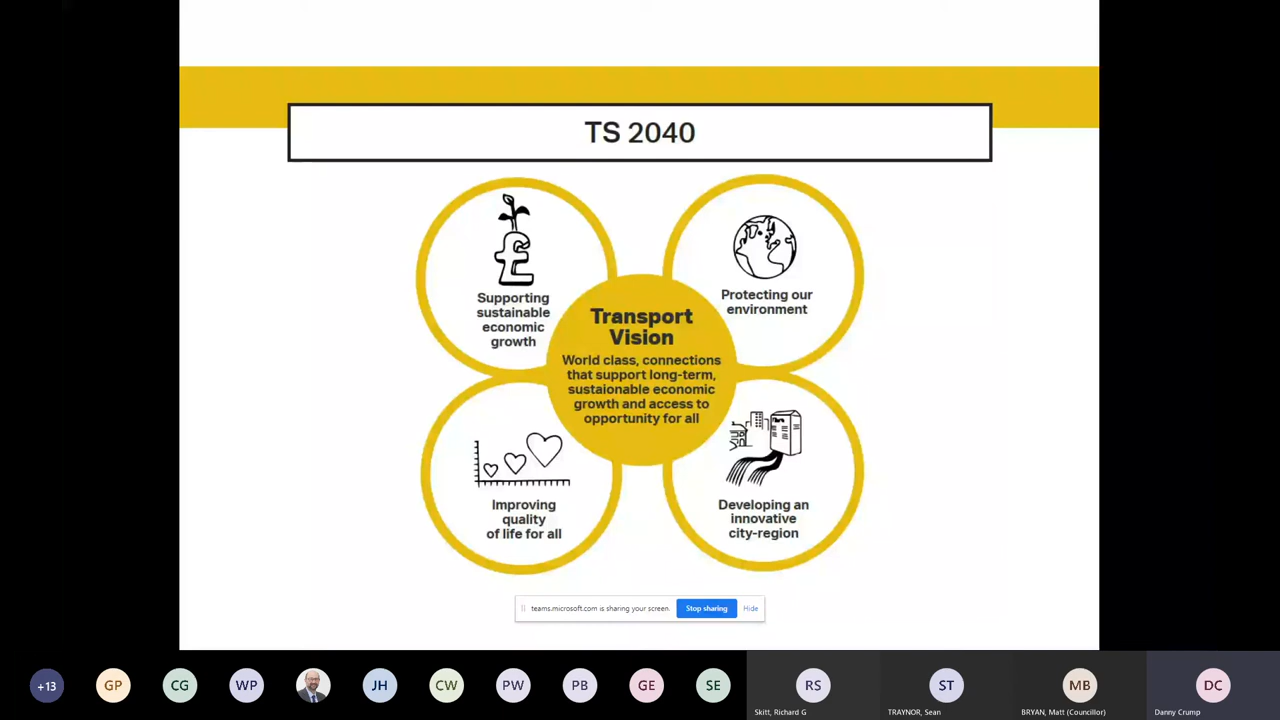 TS 2040
£
Supporting
sustainable
economic
growth
Protecting our
environment
Transport
Vision
World class, connections
that support long-term,
sustaionable economic
growth and access to
opportunity for all
Improving
quality
of life for all
Developing an
innovative
city-region
teams.microsoft.com is sharing your screen.
Stop sharing
Hide
+13
GP
CG
WP
JH
CW
PW
PB
GE
SE
RS
ST
MB
DC
Skitt, Richard G
TRAYNOR, Sean
BRYAN, Matt (Councillor)
Danny Crump